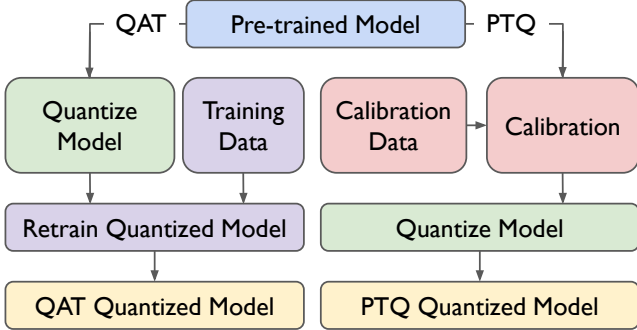 QAT
Pre-trained Model
PTQ
Quantize
Model
Training
Data
Calibration
Data
Calibration
Retrain Quantized Model
Quantize Model
QAT Quantized Model
PTQ Quantized Model